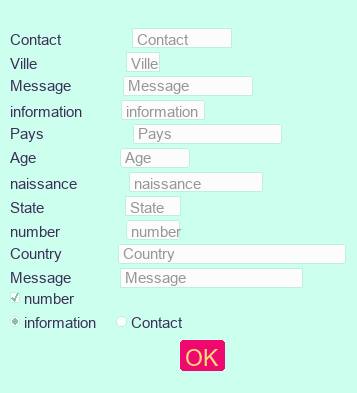 Contact Contact
Ville Ville
Message Message
information information
Pays Pays
Age Age
naissance naissance
State State
number number
Country Country
Message Message
number
information Contact
OK